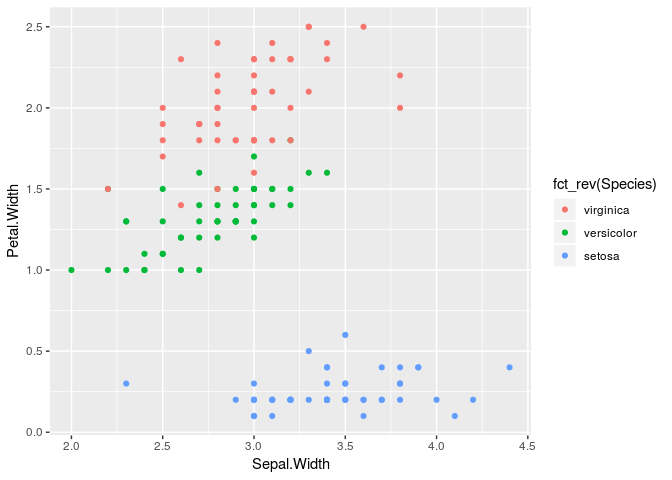 2.5
2.0
1.5
1.0
0.5
0.0
Petal.Width
2.0 2.5 3.0 3.5 4.0 4.5
Sepal.Width
fct_rev(Species)
virginica
versicolor
setosa